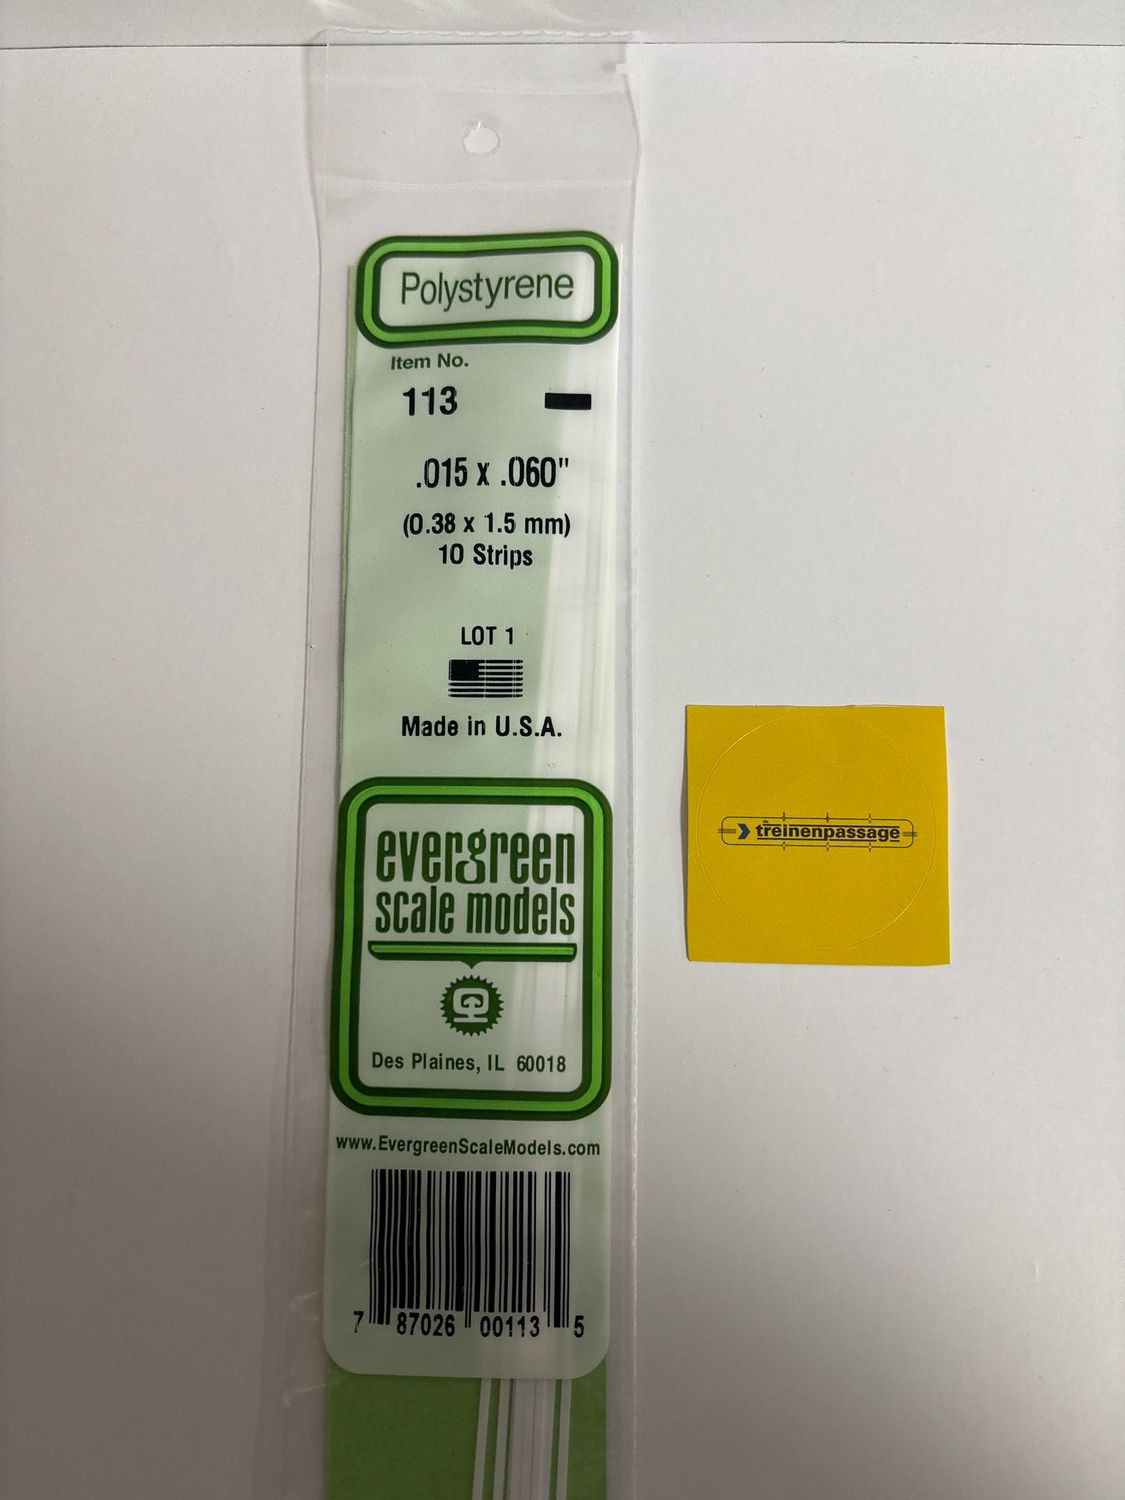 Polystyrene
Item No.
113
.015 x .060"
(0.38 x 1.5 mm)
10 Strips
LOT 1
Made in U.S.A.
evergreen
scale models
Des Plaines, IL 60018
www.EvergreenScaleModels.com
7 87026 00113 5
de
treinenpassage